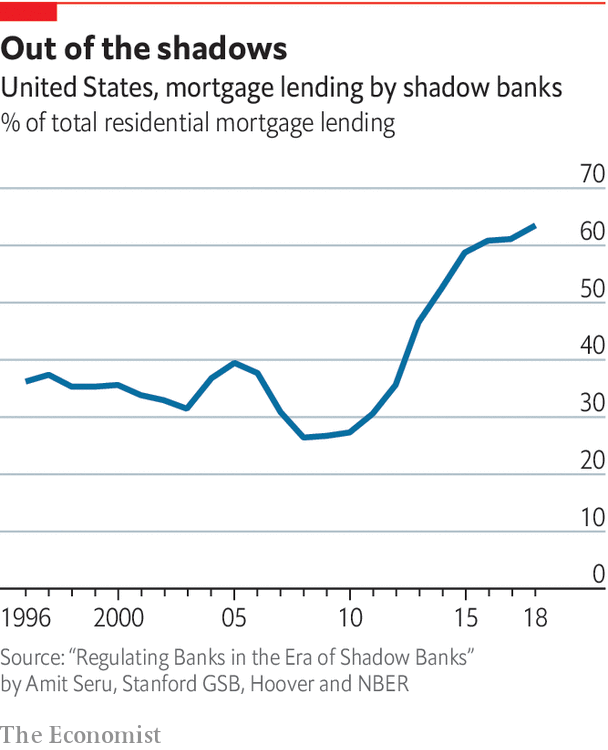 Out of the shadows
United States, mortgage lending by shadow banks
% of total residential mortgage lending
70
60
50
40
30
20
10
0
1996 2000 05 10 15 18
Source: “Regulating Banks in the Era of Shadow Banks”
by Amit Seru, Stanford GSB, Hoover and NBER
The Economist